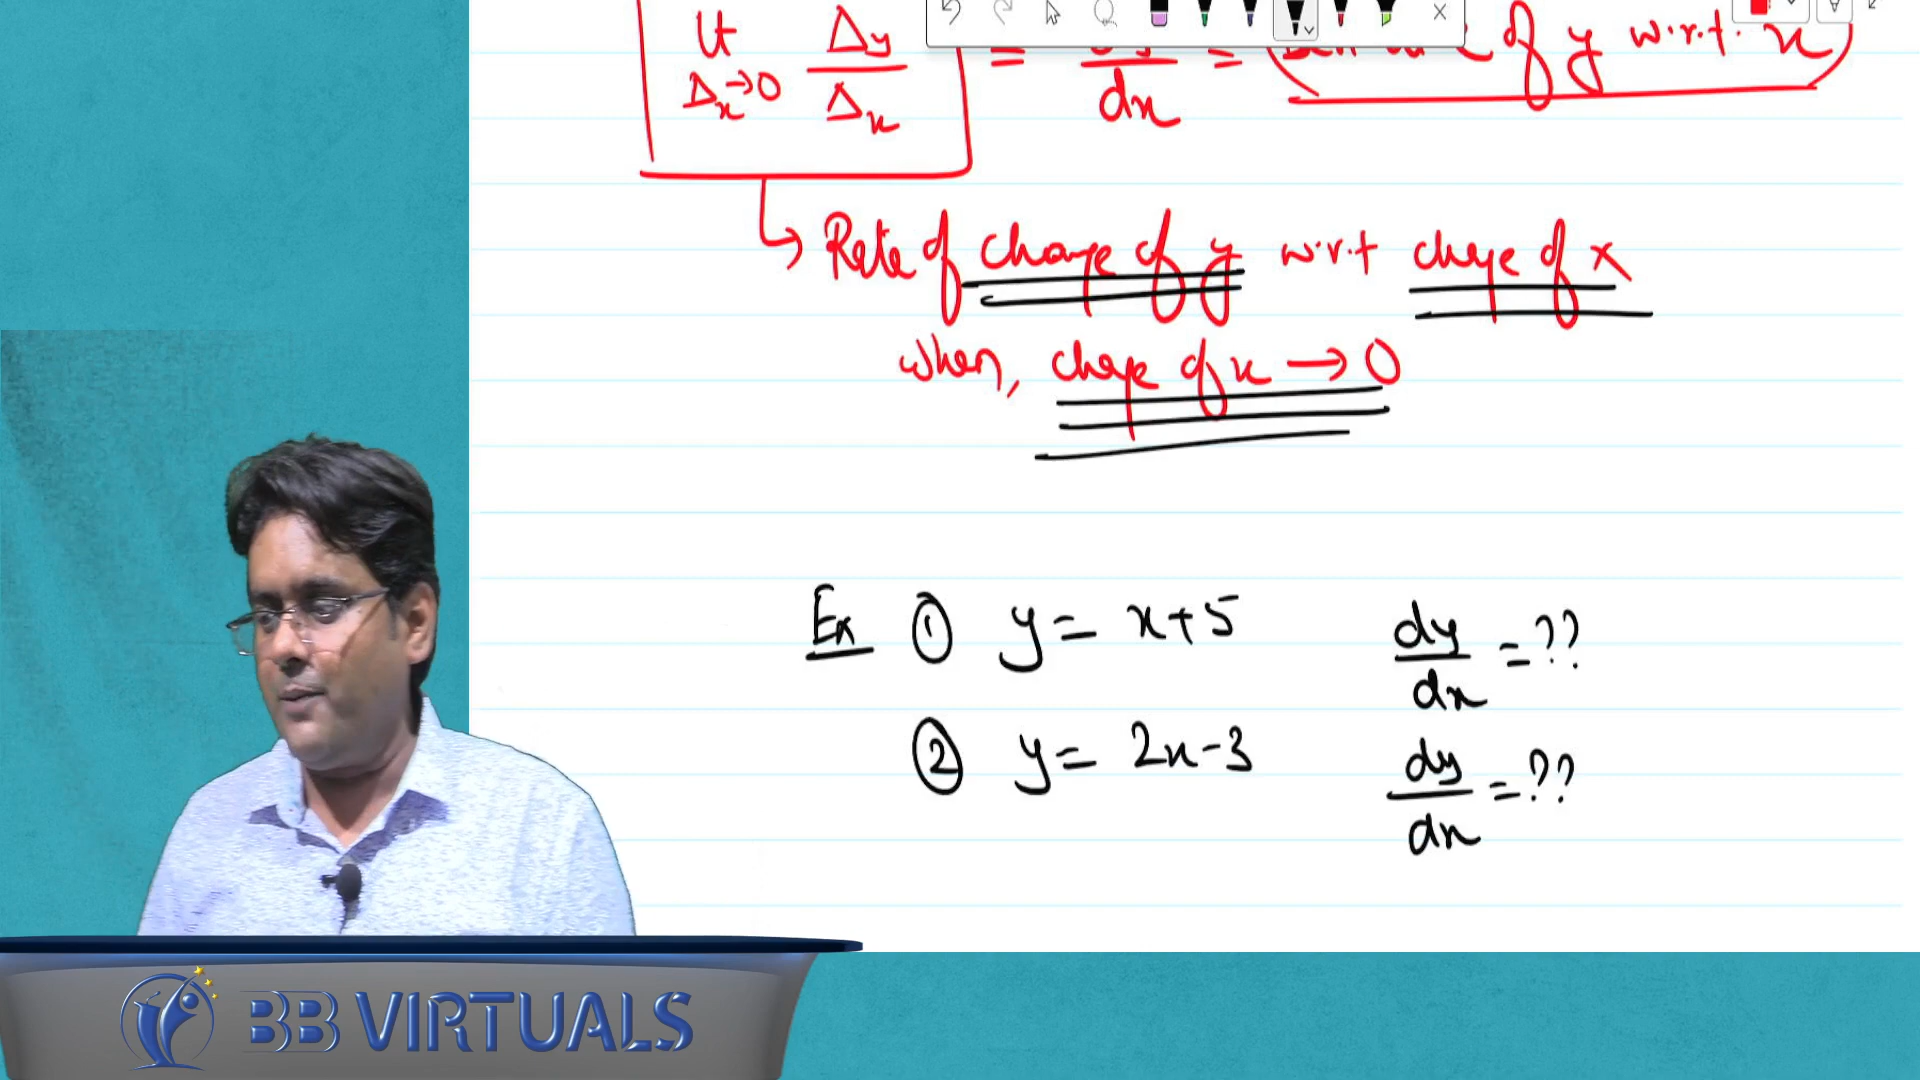 lt Δy
Δx→0 Δx = dy/dx = of y w.r.t. x
→ Rate of change of y w.r.t change of x
when, change of x → 0
Ex ① y = x+5 dy/dx = ??
② y = 2x-3 dy/dx = ??
BB VIRTUALS